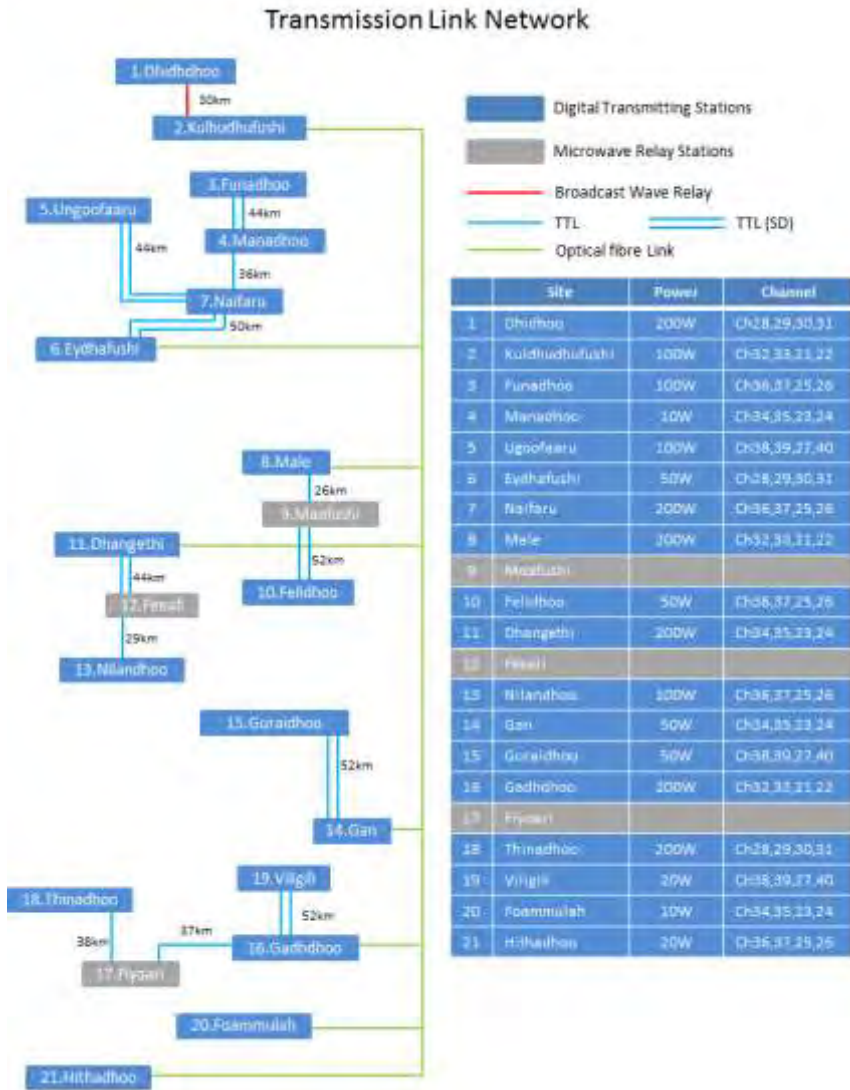 Transmission Link Network
1.Dhidhdhoo
30km
2.Kulhudhufushi
3.Funadhoo
5.Ungoofaaru
44km
4.Manadhoo
44km
36km
7.Naifaru
50km
6.Eydhafushi
8.Male
26km
9.Maafushi
11.Dhangethi
52km
44km
10.Felidhoo
12.Feeali
29km
13.Nilandhoo
15.Guraidhoo
52km
14.Gan
19.Viligili
18.Thinadhoo
52km
37km
38km
16.Gadhdhoo
17.Fiyoari
20.Foammulah
21.Hithadhoo
Digital Transmitting Stations
Microwave Relay Stations
Broadcast Wave Relay
TTL TTL (SD)
Optical fibre Link
Site Power Channel
1 Dhidhoo 200W Ch28,29,30,31
2 Kuldhudhufushi 100W Ch32,33,21,22
3 Funadhoo 100W Ch36,37,25,26
4 Manadhoo 10W Ch34,35,23,24
5 Ugoofaaru 100W Ch38,39,27,40
6 Eydhafushi 50W Ch28,29,30,31
7 Naifaru 200W Ch36,37,25,26
8 Male 200W Ch32,33,21,22
9 Maafushi
10 Felidhoo 50W Ch36,37,25,26
11 Dhangethi 200W Ch34,35,23,24
12 Feeali
13 Nilandhoo 100W Ch36,37,25,26
14 Gan 50W Ch34,35,23,24
15 Guraidhoo 50W Ch38,39,27,40
16 Gadhdhoo 200W Ch32,33,21,22
17 Fiyoari
18 Thinadhoo 200W Ch28,29,30,31
19 Viligili 20W Ch38,39,27,40
20 Foammulah 10W Ch34,35,23,24
21 Hithadhoo 20W Ch36,37,25,26